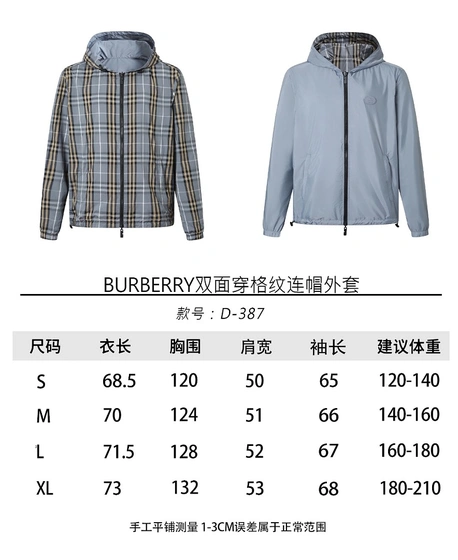 BURBERRY双面穿格纹连帽外套
款号：D-387
尺码 衣长 胸围 肩宽 袖长 建议体重
S 68.5 120 50 65 120-140
M 70 124 51 66 140-160
L 71.5 128 52 67 160-180
XL 73 132 53 68 180-210
手工平铺测量 1-3CM误差属于正常范围